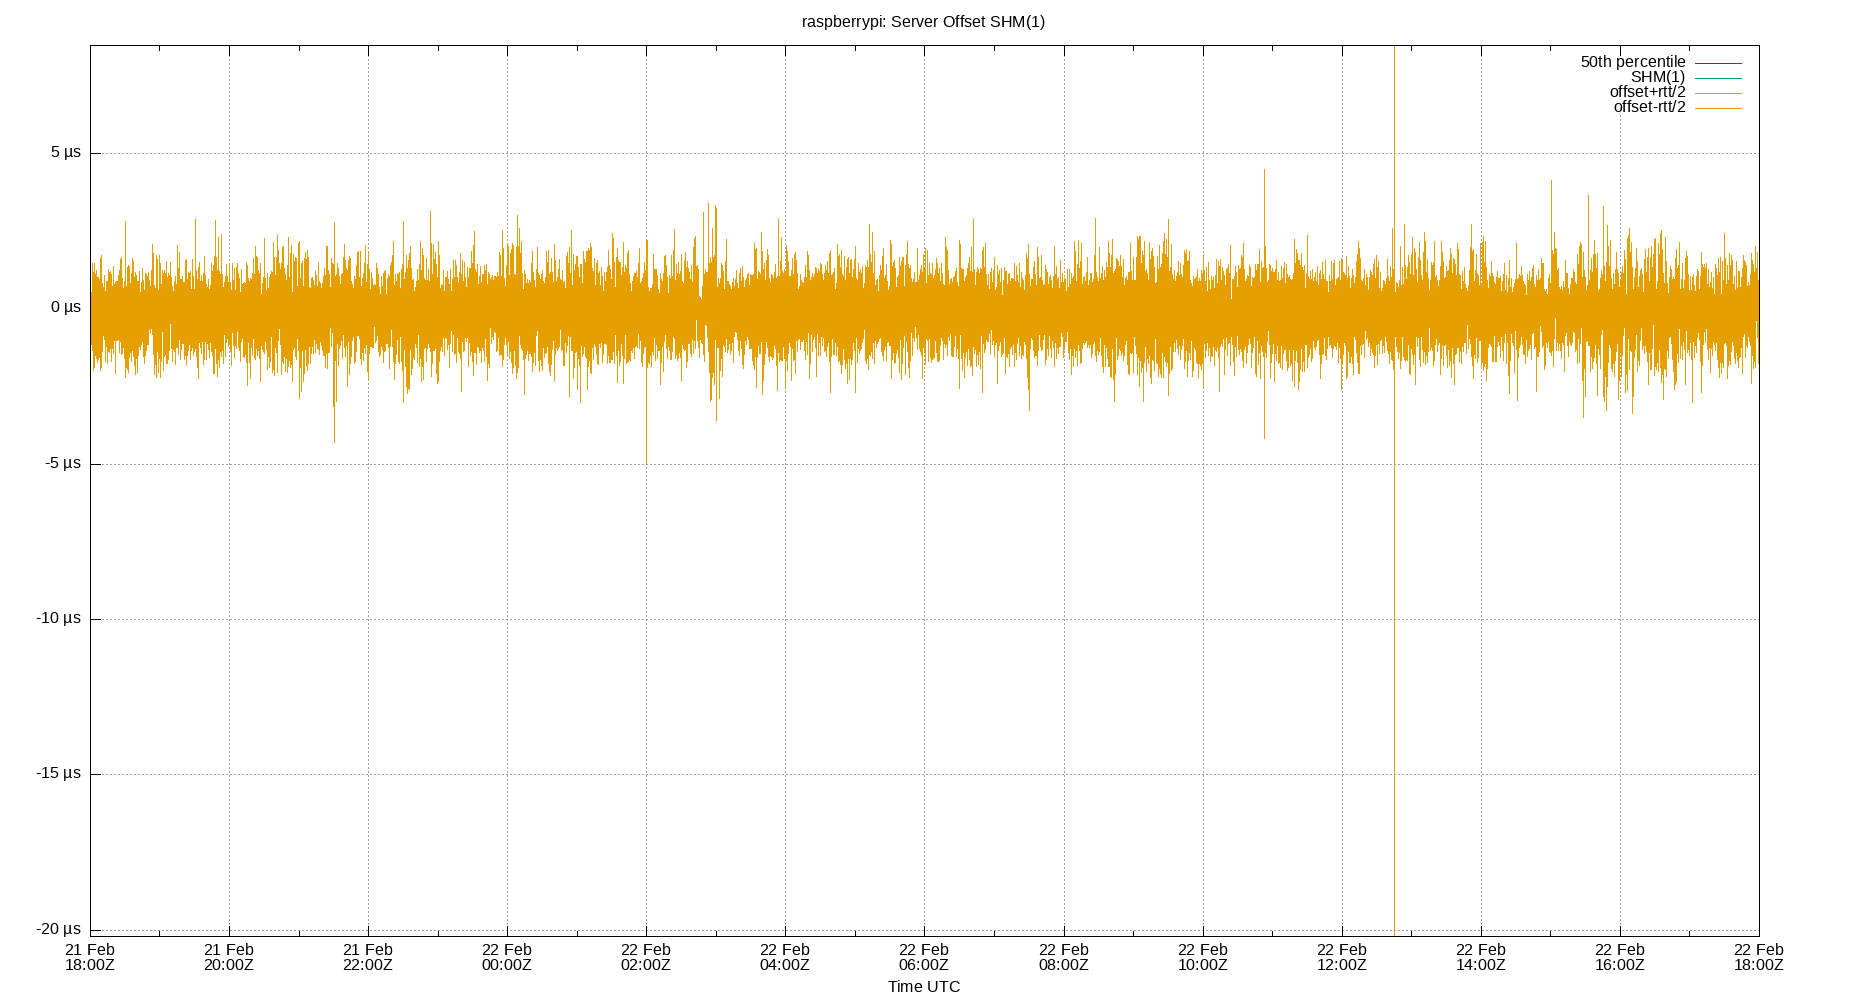 raspberrypi: Server Offset SHM(1)
50th percentile
SHM(1)
offset+rtt/2
offset-rtt/2
5 µs
0 µs
-5 µs
-10 µs
-15 µs
-20 µs
21 Feb 21 Feb 21 Feb 22 Feb 22 Feb 22 Feb 22 Feb 22 Feb 22 Feb 22 Feb 22 Feb 22 Feb 22 Feb
18:00Z 20:00Z 22:00Z 00:00Z 02:00Z 04:00Z 06:00Z 08:00Z 10:00Z 12:00Z 14:00Z 16:00Z 18:00Z
Time UTC